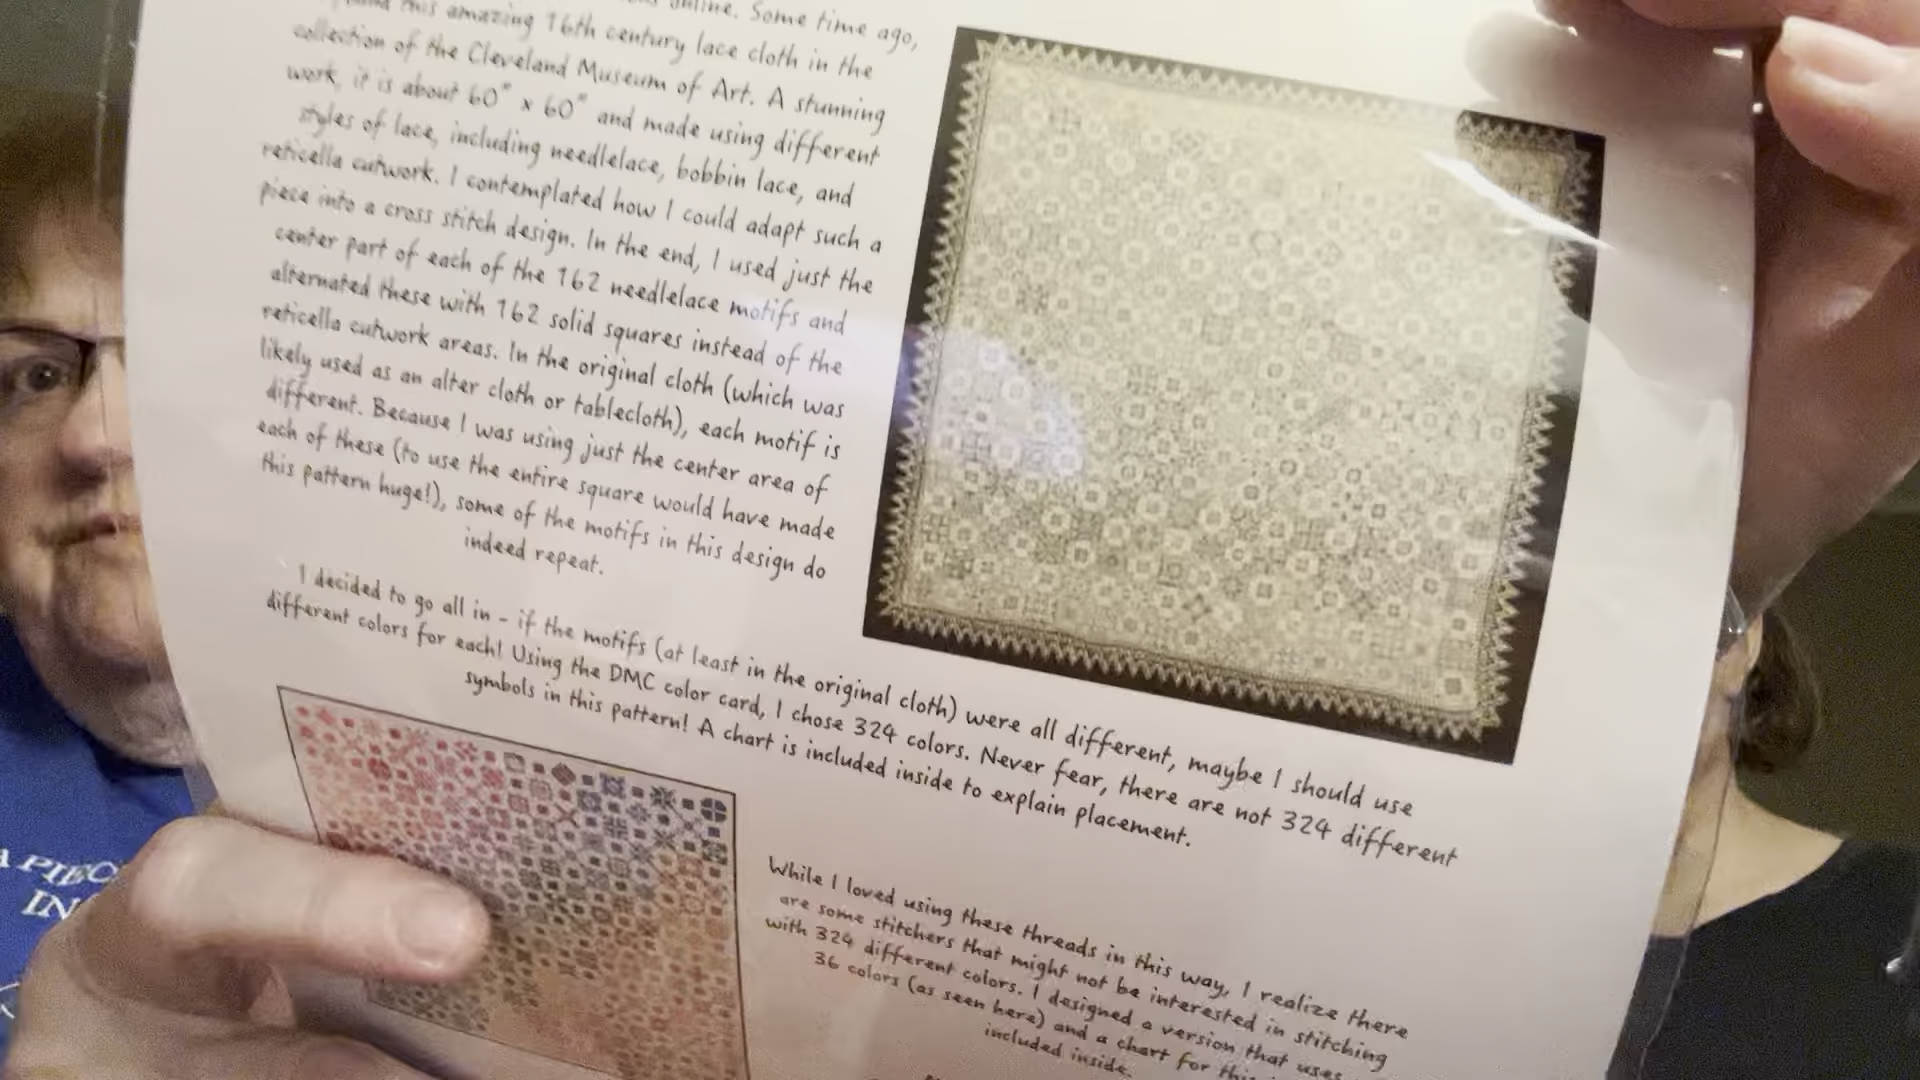 online. Some time ago,
this amazing 16th century lace cloth in the
collection of the Cleveland Museum of Art. A stunning
work, it is about 60" x 60" and made using different
styles of lace, including needlelace, bobbin lace, and
reticella cutwork. I contemplated how I could adapt such a
piece into a cross stitch design. In the end, I used just the
center part of each of the 162 needlelace motifs and
alternated these with 162 solid squares instead of the
reticella cutwork areas. In the original cloth (which was
likely used as an alter cloth or tablecloth), each motif is
different. Because I was using just the center area of
each of these (to use the entire square would have made
this pattern huge!), some of the motifs in this design do
indeed repeat.
I decided to go all in - if the motifs (at least in the original cloth) were all different, maybe I should use
different colors for each! Using the DMC color card, I chose 324 colors. Never fear, there are not 324 different
symbols in this pattern! A chart is included inside to explain placement.
While I loved using these threads in this way, I realize there
are some stitchers that might not be interested in stitching
with 324 different colors. I designed a version that uses
36 colors (as seen here) and a chart for this
included inside.
A PIEC
IN